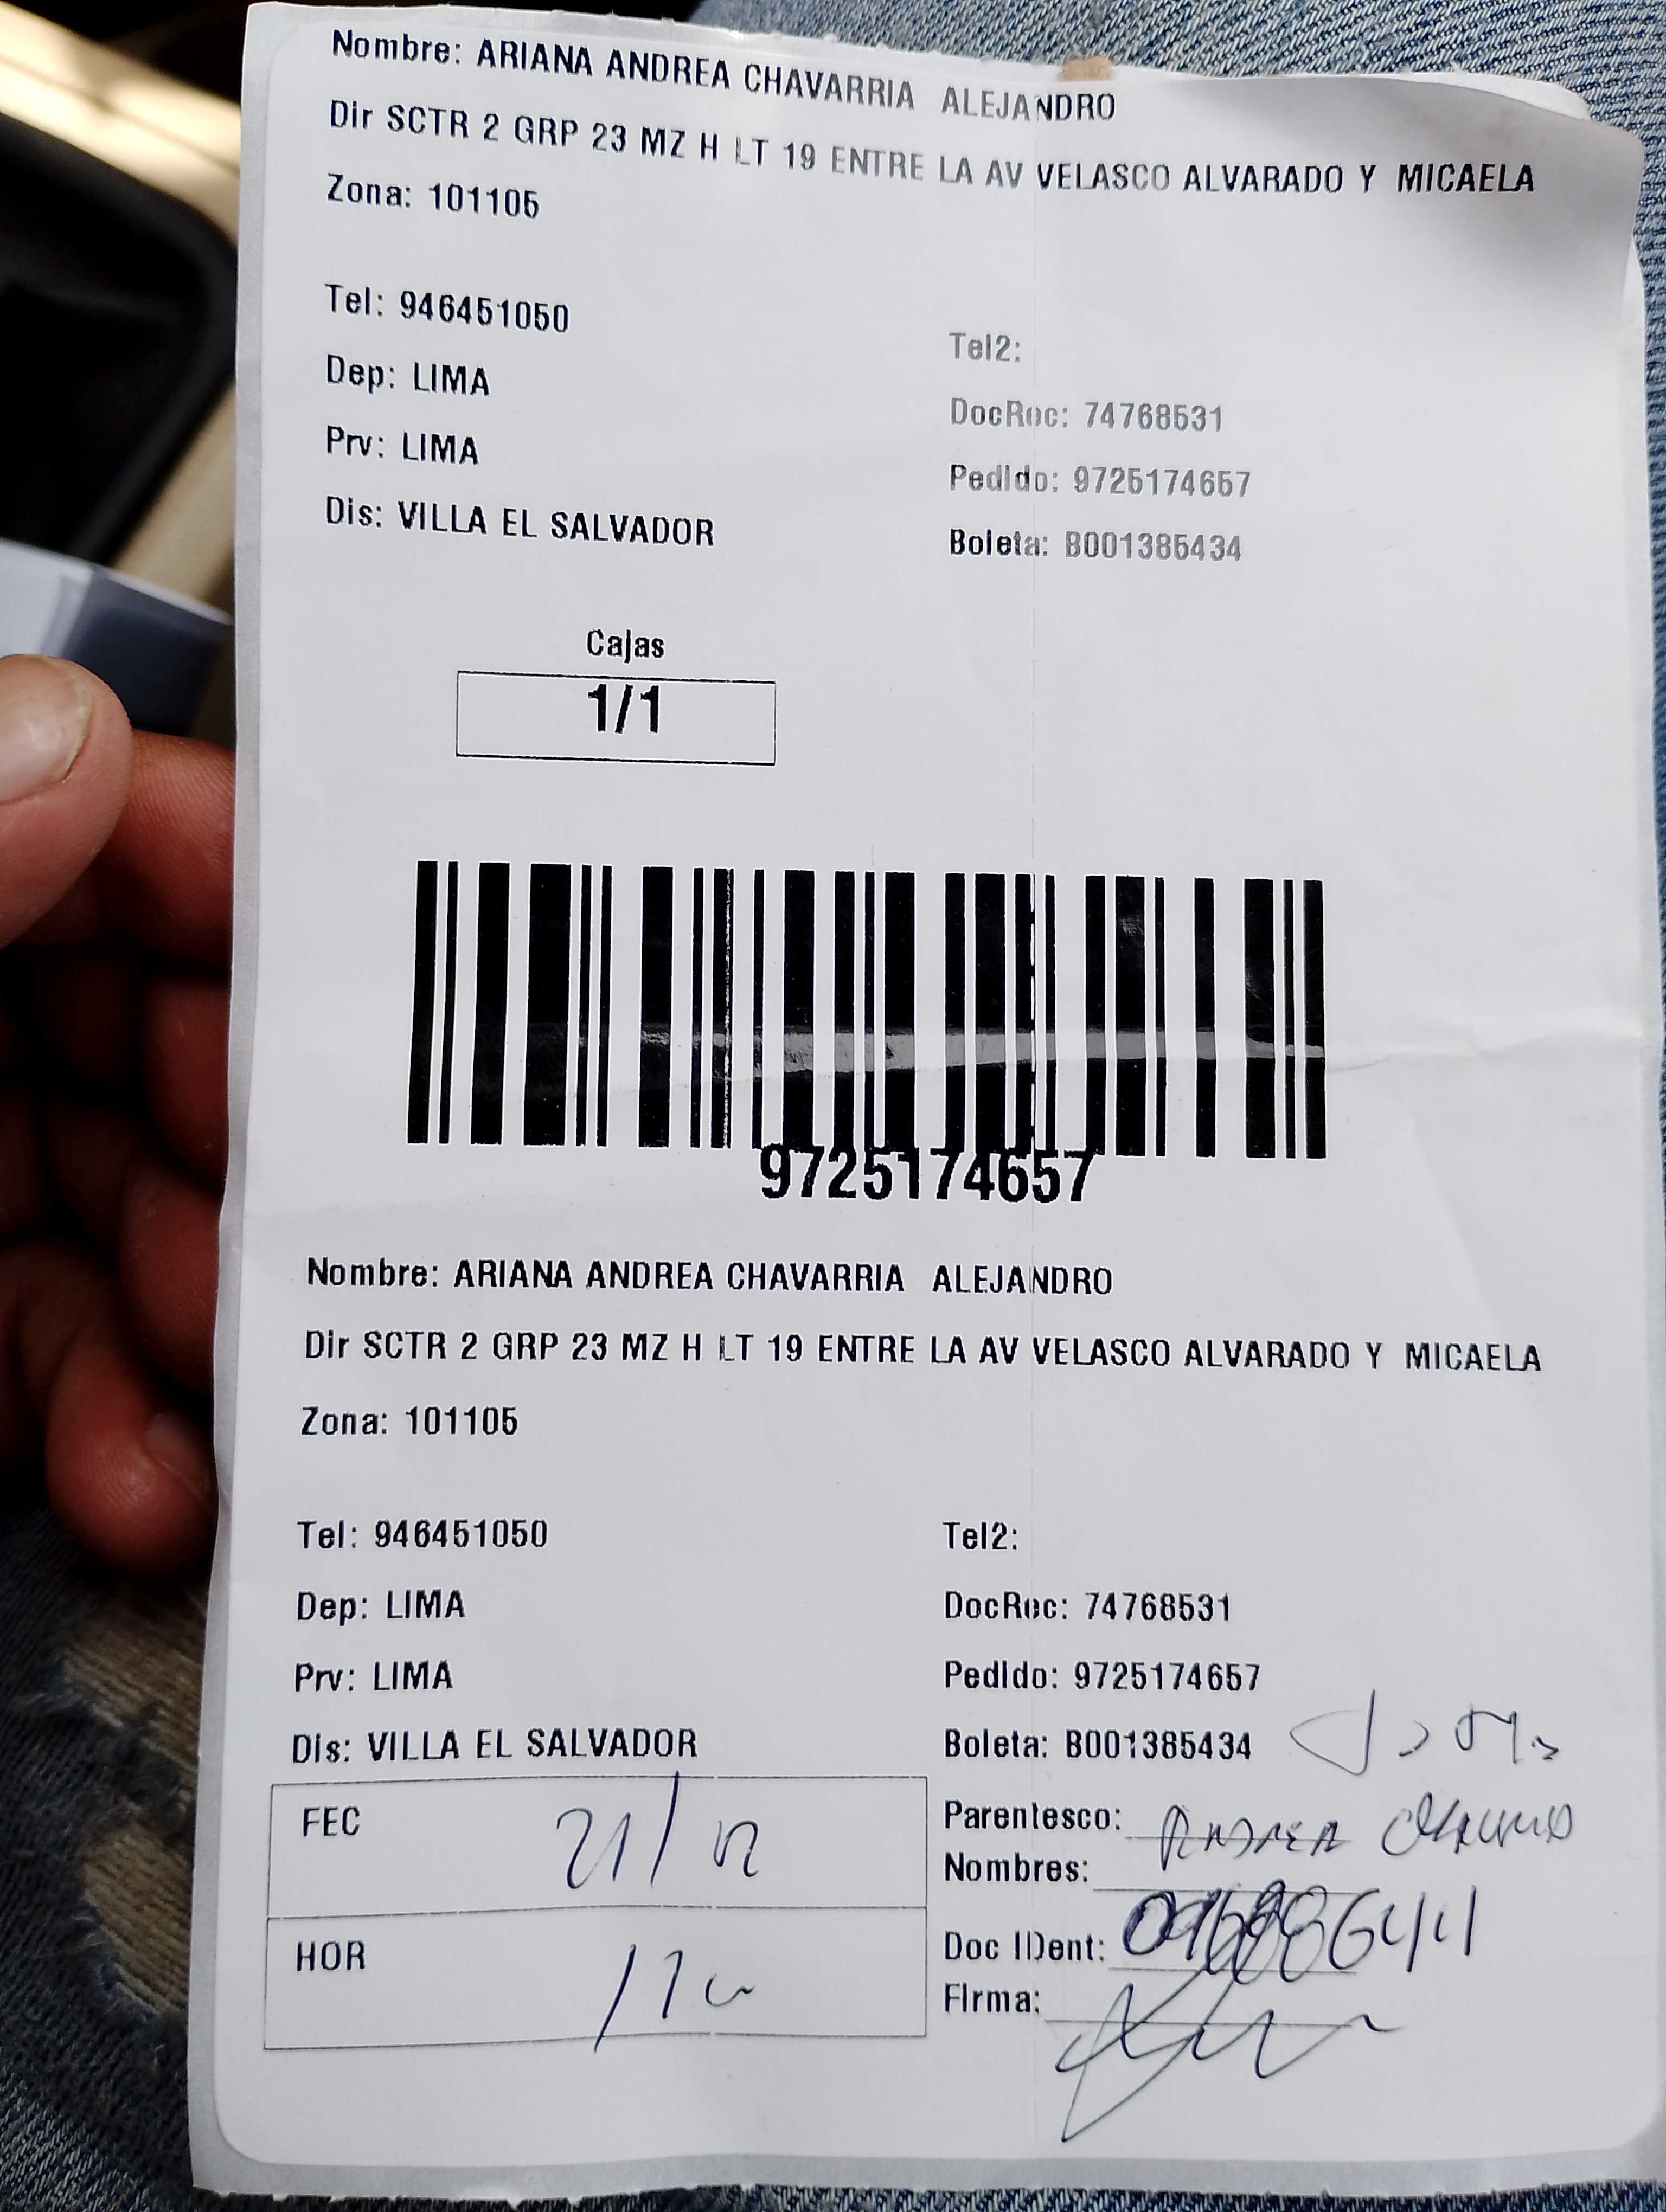 Nombre: ARIANA ANDREA CHAVARRIA ALEJANDRO
Dir SCTR 2 GRP 23 MZ H LT 19 ENTRE LA AV VELASCO ALVARADO Y MICAELA
Zona: 101105
Tel: 946451050
Tel2:
Dep: LIMA
DocRec: 74768531
Prv: LIMA
Pedido: 9725174657
Dis: VILLA EL SALVADOR
Boleta: B001385434
Cajas
1/1
9725174657
Nombre: ARIANA ANDREA CHAVARRIA ALEJANDRO
Dir SCTR 2 GRP 23 MZ H LT 19 ENTRE LA AV VELASCO ALVARADO Y MICAELA
Zona: 101105
Tel: 946451050
Tel2:
Dep: LIMA
DocRec: 74768531
Prv: LIMA
Pedido: 9725174657
Dis: VILLA EL SALVADOR
Boleta: B001385434
FEC 21/12
Parentesco:
Nombres:
HOR
Doc IDent:
Firma: